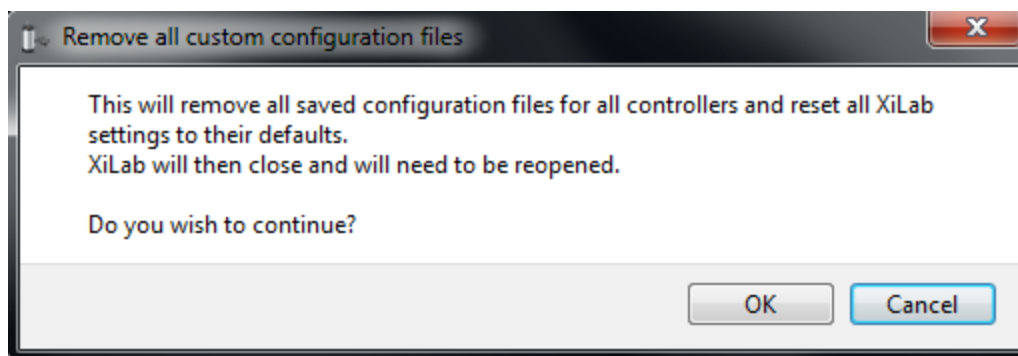 Remove all custom configuration files
This will remove all saved configuration files for all controllers and reset all XiLab
settings to their defaults.
XiLab will then close and will need to be reopened.
Do you wish to continue?
OK
Cancel